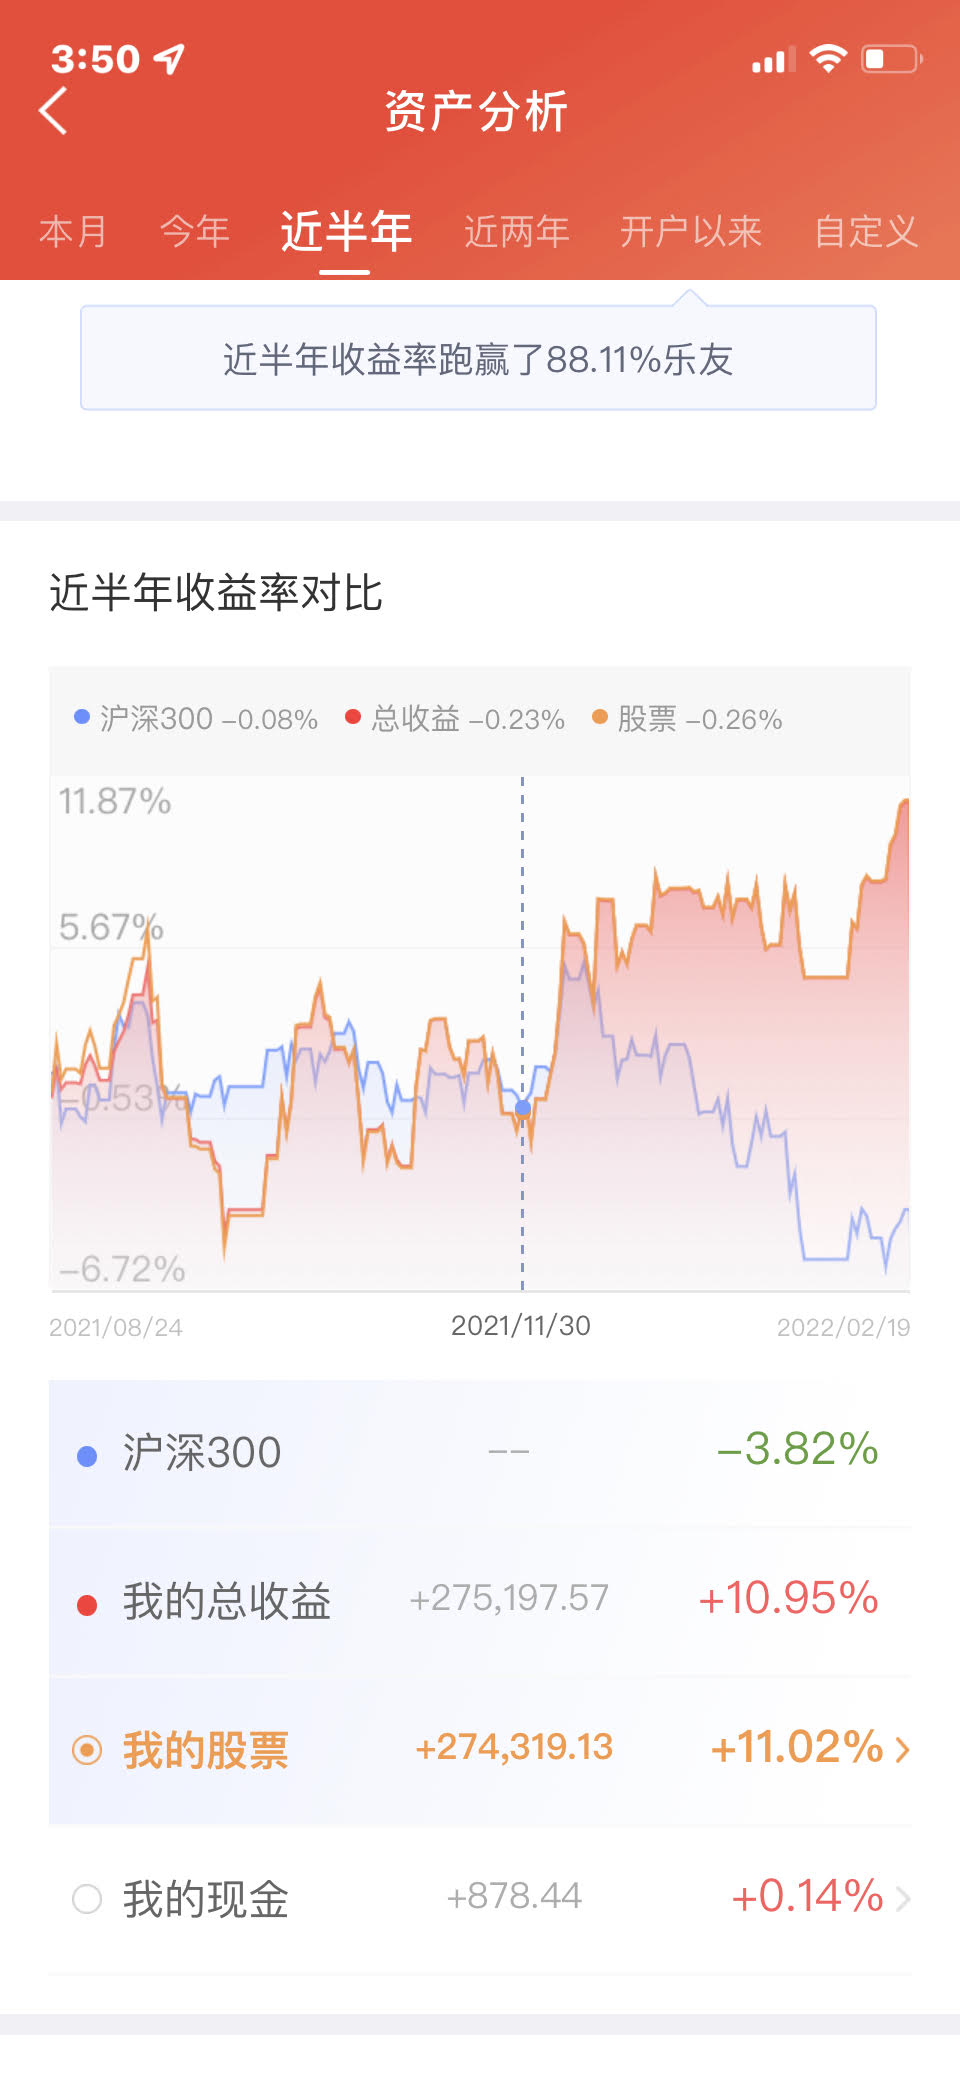 3:50
资产分析
本月 今年 近半年 近两年 开户以来 自定义
近半年收益率跑赢了88.11%乐友
近半年收益率对比
沪深300 -0.08% 总收益 -0.23% 股票 -0.26%
11.87%
5.67%
-0.53%
-6.72%
2021/08/24 2021/11/30 2022/02/19
沪深300 -- -3.82%
我的总收益 +275,197.57 +10.95%
我的股票 +274,319.13 +11.02%
我的现金 +878.44 +0.14%